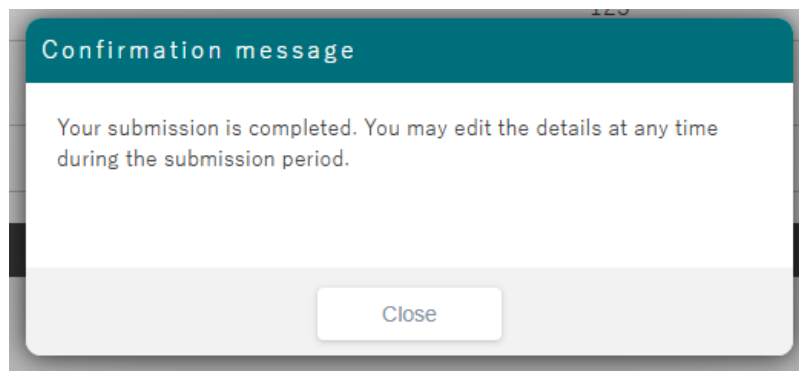 Confirmation message
Your submission is completed. You may edit the details at any time
during the submission period.
Close